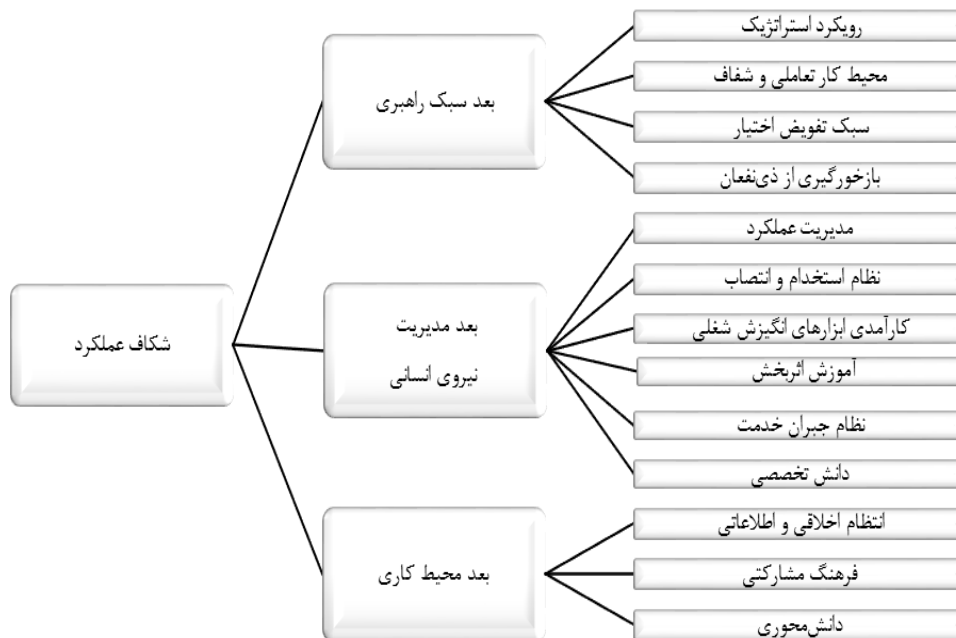 رویکرد استراتژیک
محیط کار تعاملی و شفاف
سبک تفویض اختیار
بازخورگیری از ذی‌نفعان
بعد سبک راهبری
مدیریت عملکرد
نظام استخدام و انتصاب
کارآمدی ابزارهای انگیزش شغلی
آموزش اثربخش
نظام جبران خدمت
دانش تخصصی
بعد مدیریت
نیروی انسانی
شکاف عملکرد
انتظام اخلاقی و اطلاعاتی
فرهنگ مشارکتی
دانش‌محوری
بعد محیط کاری